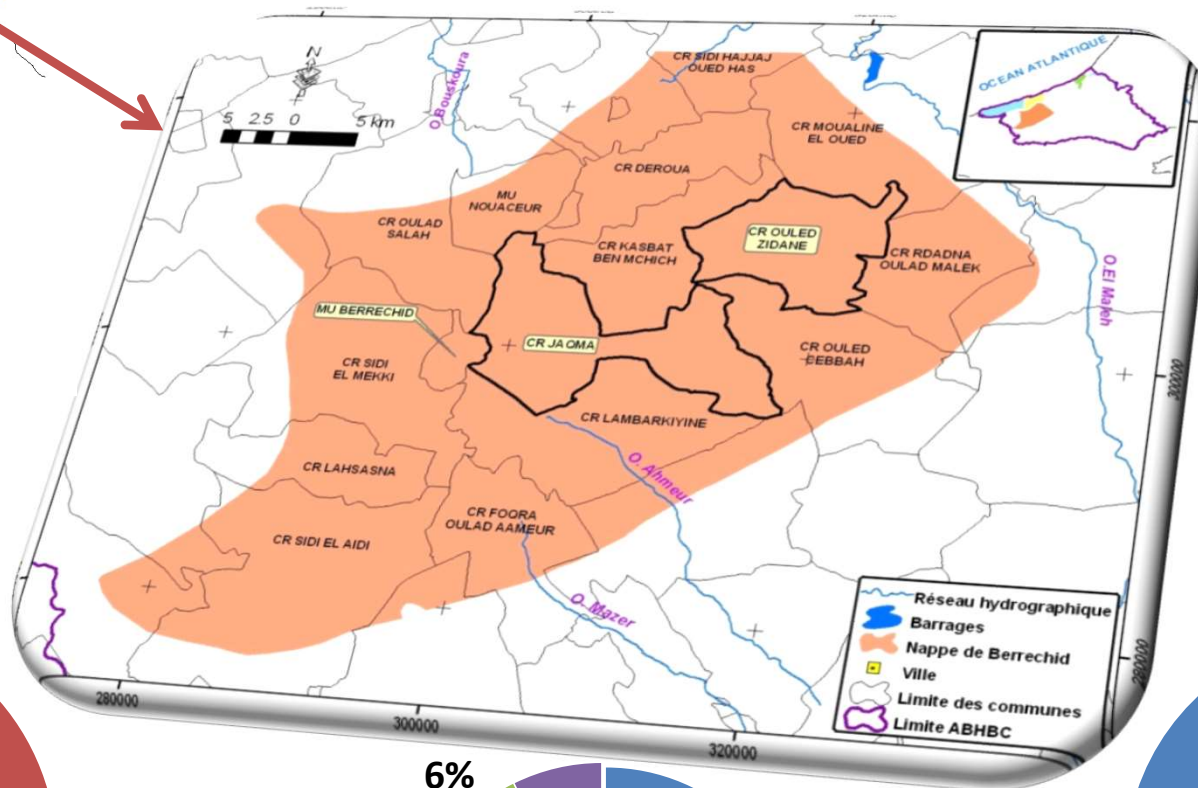 N
5 2.5 0 5 km
O.Bouskoura
OCEAN ATLANTIQUE
CR SIDI HAJJAJ
OUED HAS
CR MOUALINE
EL OUED
CR DEROUA
MU
NOUACEUR
CR OULAD
SALAH
CR KASBAT
BEN MCHICH
CR OULED
ZIDANE
CR RDADNA
OULAD MALEK
O.El Maleh
MU BERRECHID
CR JAQMA
CR SIDI
EL MEKKI
CR OULED
CEBBAH
CR LAMBARKIYINE
CR LAHSASNA
O. Ahmeur
CR FOQRA
OULAD AAMEUR
CR SIDI EL AIDI
O. Mazer
Réseau hydrographique
Barrages
Nappe de Berrechid
Ville
Limite des communes
Limite ABHBC
280000
280000
300000
320000
6%